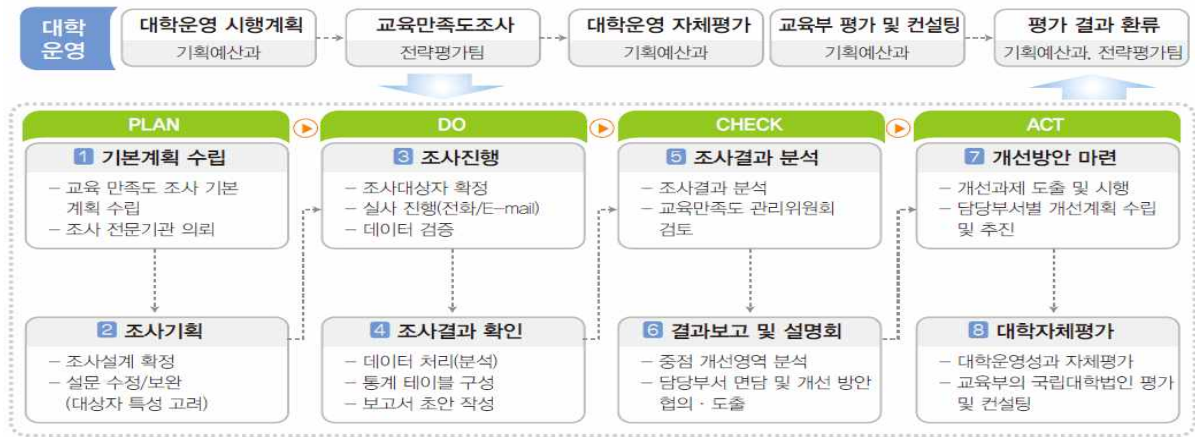 대학
운영
대학운영 시행계획
기획예산과
교육만족도조사
전략평가팀
대학운영 자체평가
기획예산과
교육부 평가 및 컨설팅
기획예산과
평가 결과 환류
기획예산과, 전략평가팀
PLAN
1 기본계획 수립
- 교육 만족도 조사 기본
계획 수립
- 조사 전문기관 의뢰
2 조사기획
- 조사설계 확정
- 설문 수정/보완
(대상자 특성 고려)
DO
3 조사진행
- 조사대상자 확정
- 실사 진행(전화/E-mail)
- 데이터 검증
4 조사결과 확인
- 데이터 처리(분석)
- 통계 테이블 구성
- 보고서 초안 작성
CHECK
5 조사결과 분석
- 조사결과 분석
- 교육만족도 관리위원회
검토
6 결과보고 및 설명회
- 중점 개선영역 분석
- 담당부서 면담 및 개선 방안
협의 · 도출
ACT
7 개선방안 마련
- 개선과제 도출 및 시행
- 담당부서별 개선계획 수립
및 추진
8 대학자체평가
- 대학운영성과 자체평가
- 교육부의 국립대학법인 평가
및 컨설팅